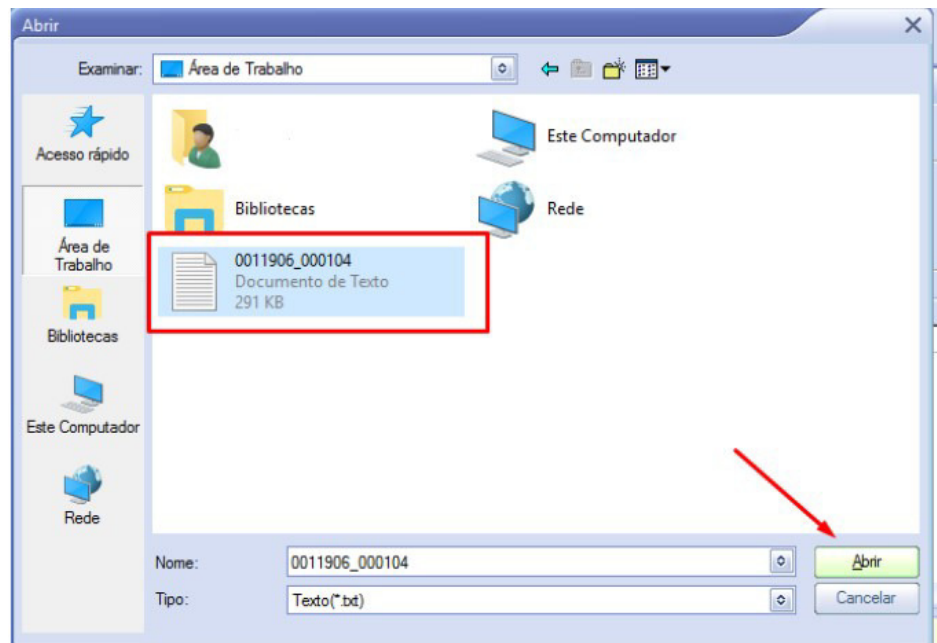 Abrir
Examinar: Área de Trabalho
Acesso rápido
Área de
Trabalho
Bibliotecas
Este Computador
Rede
Este Computador
Bibliotecas
Rede
0011906_000104
Documento de Texto
291 KB
Nome: 0011906_000104 Abrir
Tipo: Texto(*.txt) Cancelar